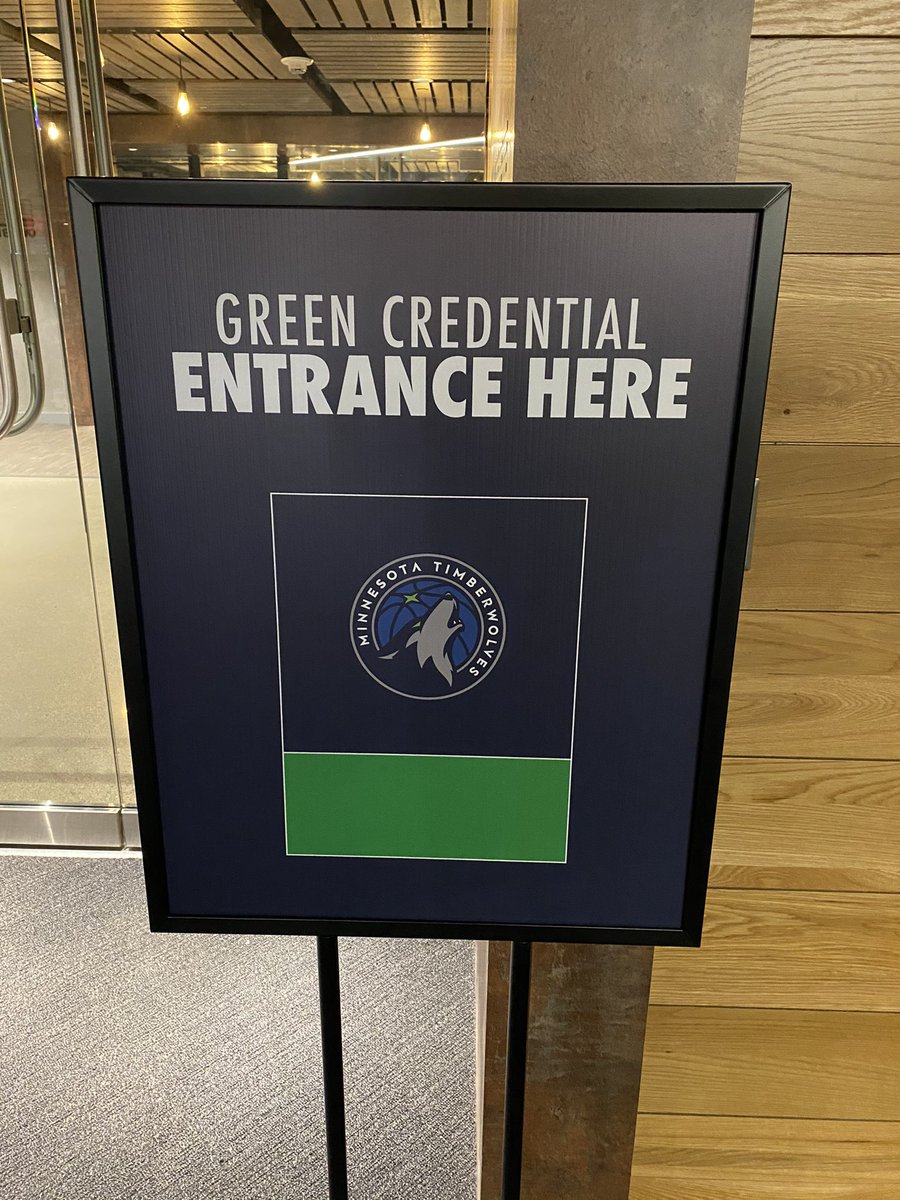 GREEN CREDENTIAL
ENTRANCE HERE
MINNESOTA TIMBERWOLVES